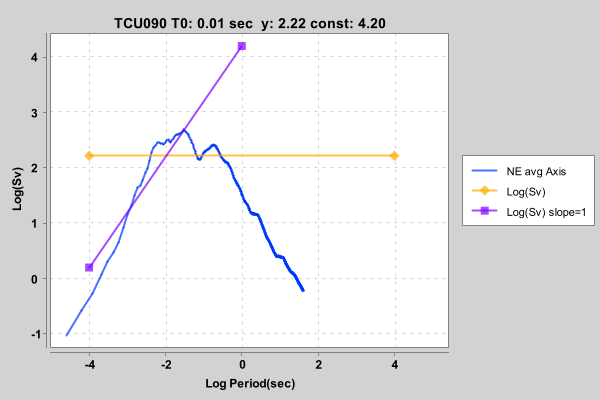 TCU090 T0: 0.01 sec  y: 2.22 const: 4.20
Log(Sv)
4
3
2
1
0
-1
-4
-2
0
2
4
Log Period(sec)
NE avg Axis
Log(Sv)
Log(Sv) slope=1